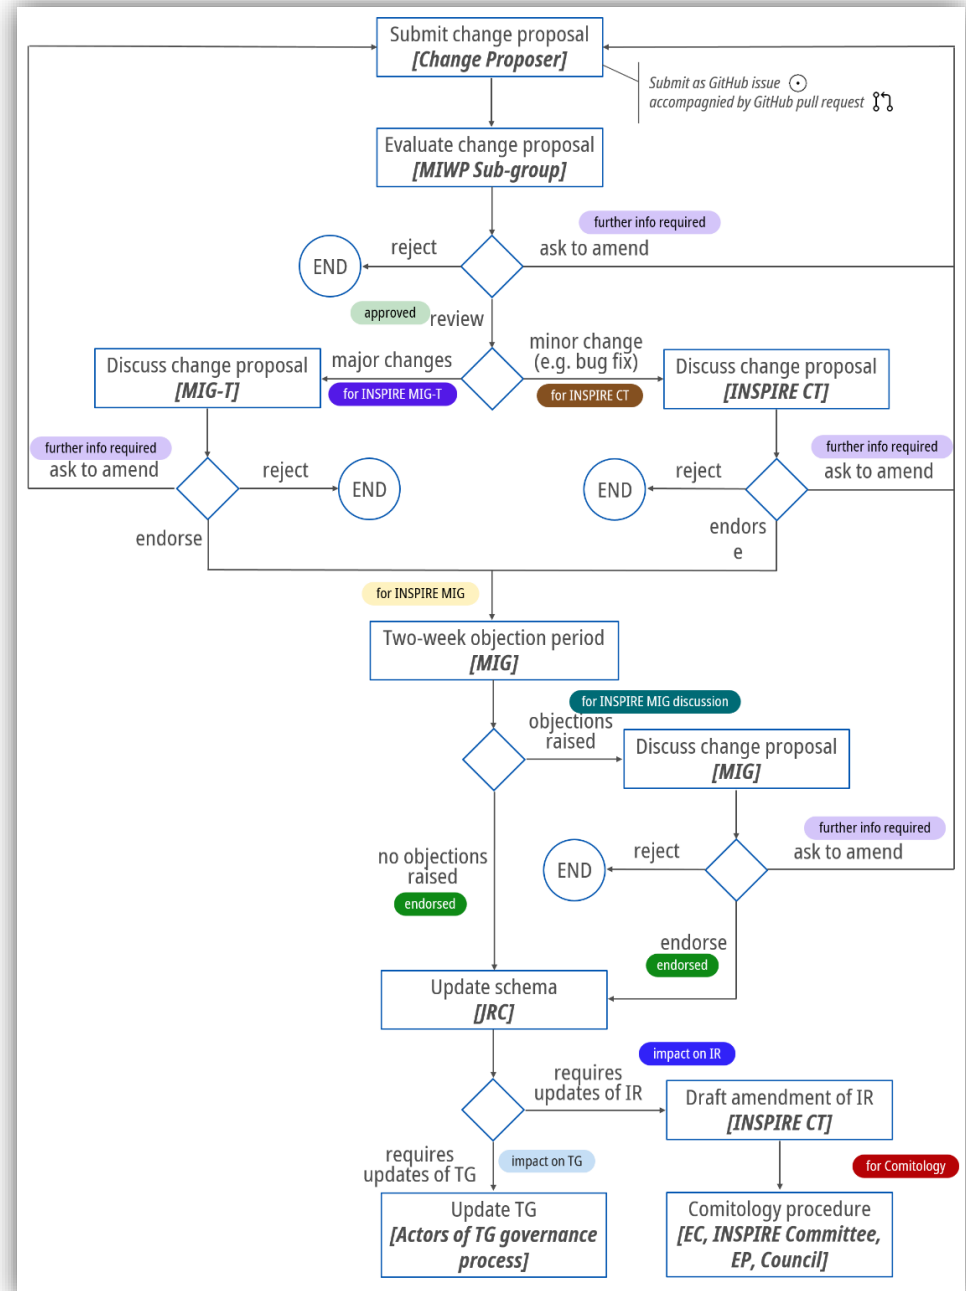 Submit change proposal
[Change Proposer]
Submit as GitHub issue
accompagnied by GitHub pull request
Evaluate change proposal
[MIWP Sub-group]
further info required
reject
ask to amend
END
approved
review
minor change
(e.g. bug fix)
major changes
Discuss change proposal
[MIG-T]
for INSPIRE MIG-T
for INSPIRE CT
Discuss change proposal
[INSPIRE CT]
further info required
ask to amend
reject
END
END
reject
further info required
ask to amend
endorse
endors
e
for INSPIRE MIG
Two-week objection period
[MIG]
for INSPIRE MIG discussion
objections
raised
Discuss change proposal
[MIG]
further info required
ask to amend
reject
END
no objections
raised
endorsed
endorse
endorsed
Update schema
[JRC]
impact on IR
requires
updates of IR
Draft amendment of IR
[INSPIRE CT]
requires
updates of TG
impact on TG
for Comitology
Update TG
[Actors of TG governance
process]
Comitology procedure
[EC, INSPIRE Committee,
EP, Council]